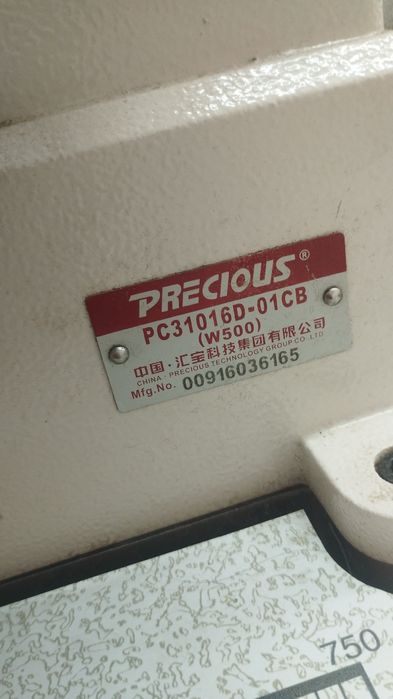 PRECIOUS®
PC31016D-01CB
(W500)
中国·汇宝科技集团有限公司
CHINA·PRECIOUS TECHNOLOGY GROUP CO.,LTD
Mfg.No. 00916036165
750